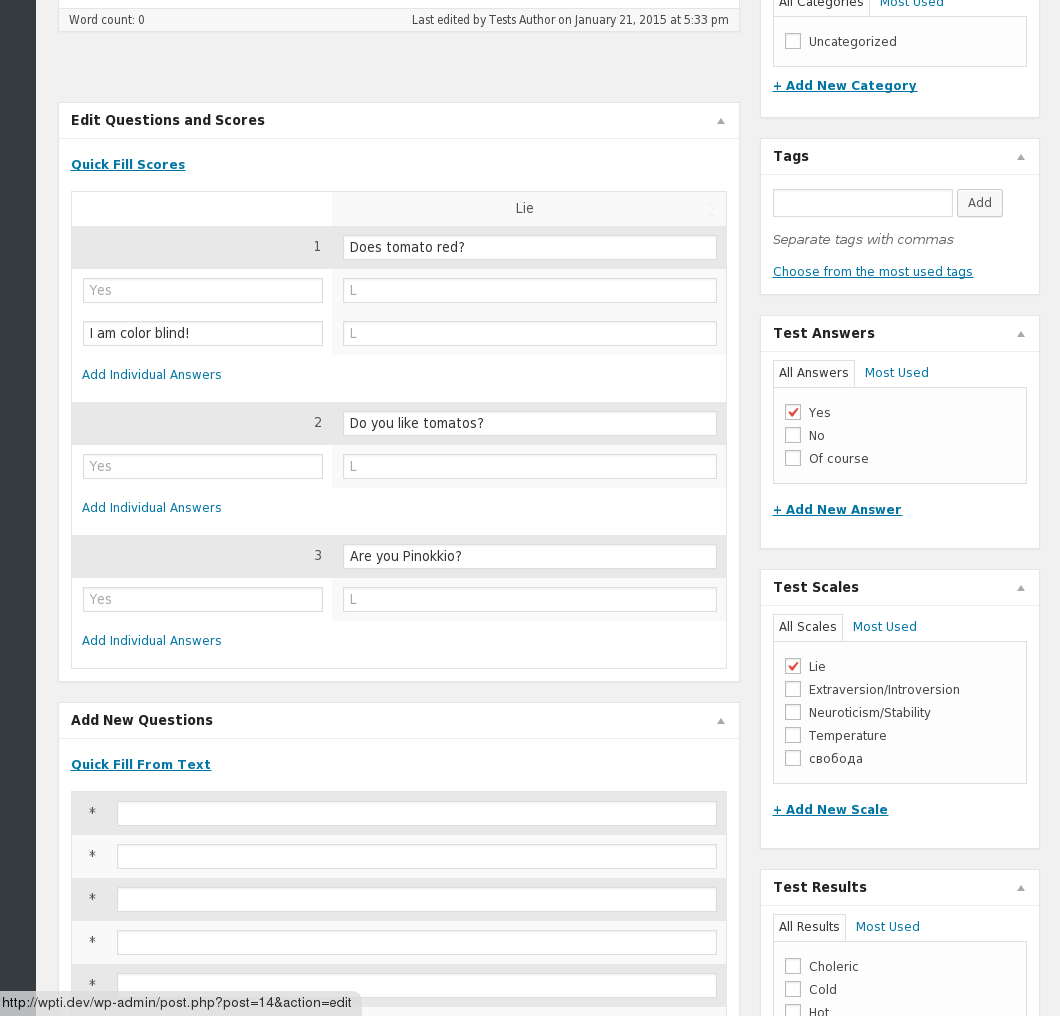 Word count: 0
Last edited by Tests Author on January 21, 2015 at 5:33 pm
Edit Questions and Scores
Quick Fill Scores
Lie
Σ
1
Does tomato red?
Yes
L
I am color blind!
L
Add Individual Answers
2
Do you like tomatos?
Yes
L
Add Individual Answers
3
Are you Pinokkio?
Yes
L
Add Individual Answers
Add New Questions
Quick Fill From Text
*
*
*
*
*
All Categories
Most Used
Uncategorized
+ Add New Category
Tags
Add
Separate tags with commas
Choose from the most used tags
Test Answers
All Answers
Most Used
Yes
No
Of course
+ Add New Answer
Test Scales
All Scales
Most Used
Lie
Extraversion/Introversion
Neuroticism/Stability
Temperature
свобода
+ Add New Scale
Test Results
All Results
Most Used
Choleric
Cold
Hot
http://wpti.dev/wp-admin/post.php?post=14&action=edit